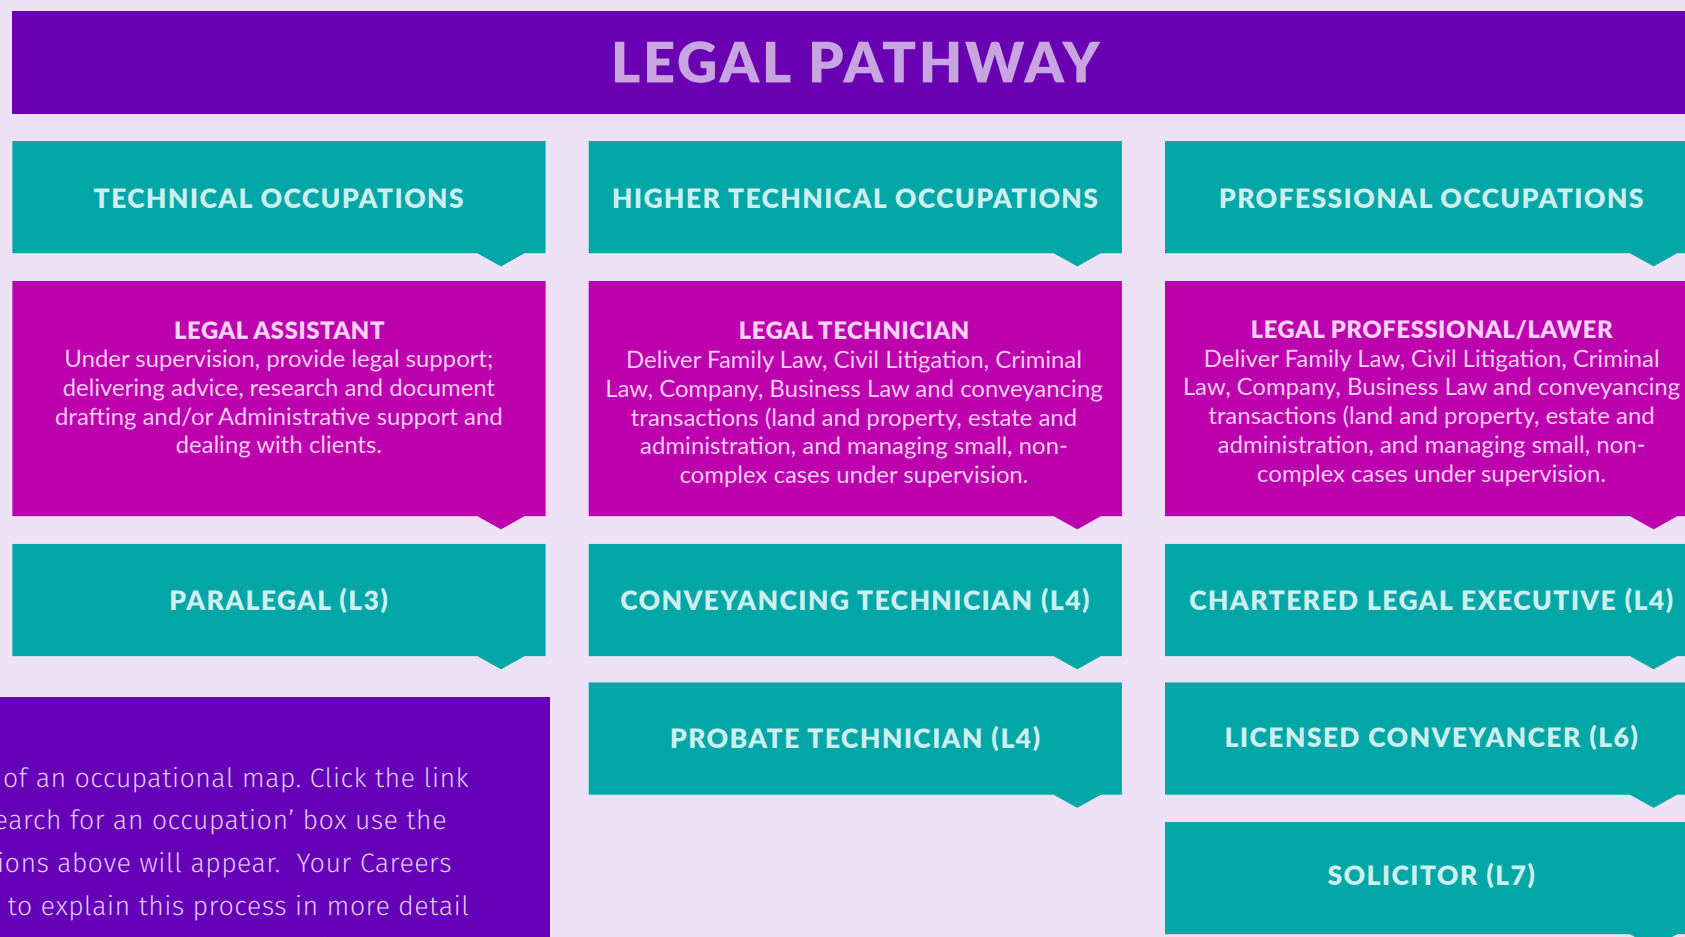 LEGAL PATHWAY
TECHNICAL OCCUPATIONS
LEGAL ASSISTANT
Under supervision, provide legal support;
delivering advice, research and document
drafting and/or Administrative support and
dealing with clients.
PARALEGAL (L3)
HIGHER TECHNICAL OCCUPATIONS
LEGAL TECHNICIAN
Deliver Family Law, Civil Litigation, Criminal
Law, Company, Business Law and conveyancing
transactions (land and property, estate and
administration, and managing small, non-
complex cases under supervision.
CONVEYANCING TECHNICIAN (L4)
PROBATE TECHNICIAN (L4)
PROFESSIONAL OCCUPATIONS
LEGAL PROFESSIONAL/LAWER
Deliver Family Law, Civil Litigation, Criminal
Law, Company, Business Law and conveyancing
transactions (land and property, estate and
administration, and managing small, non-
complex cases under supervision.
CHARTERED LEGAL EXECUTIVE (L4)
LICENSED CONVEYANCER (L6)
SOLICITOR (L7)
of an occupational map. Click the link
earch for an occupation’ box use the
ions above will appear. Your Careers
to explain this process in more detail